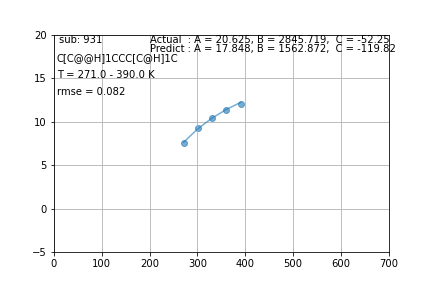 sub: 931
Actual : A = 20.625, B = 2845.719, C = -52.25
Predict : A = 17.848, B = 1562.872, C = -119.82
C[C@@H]1CCC[C@H]1C
T = 271.0 - 390.0 K
rmse = 0.082
20
15
10
5
0
−5
0 100 200 300 400 500 600 700